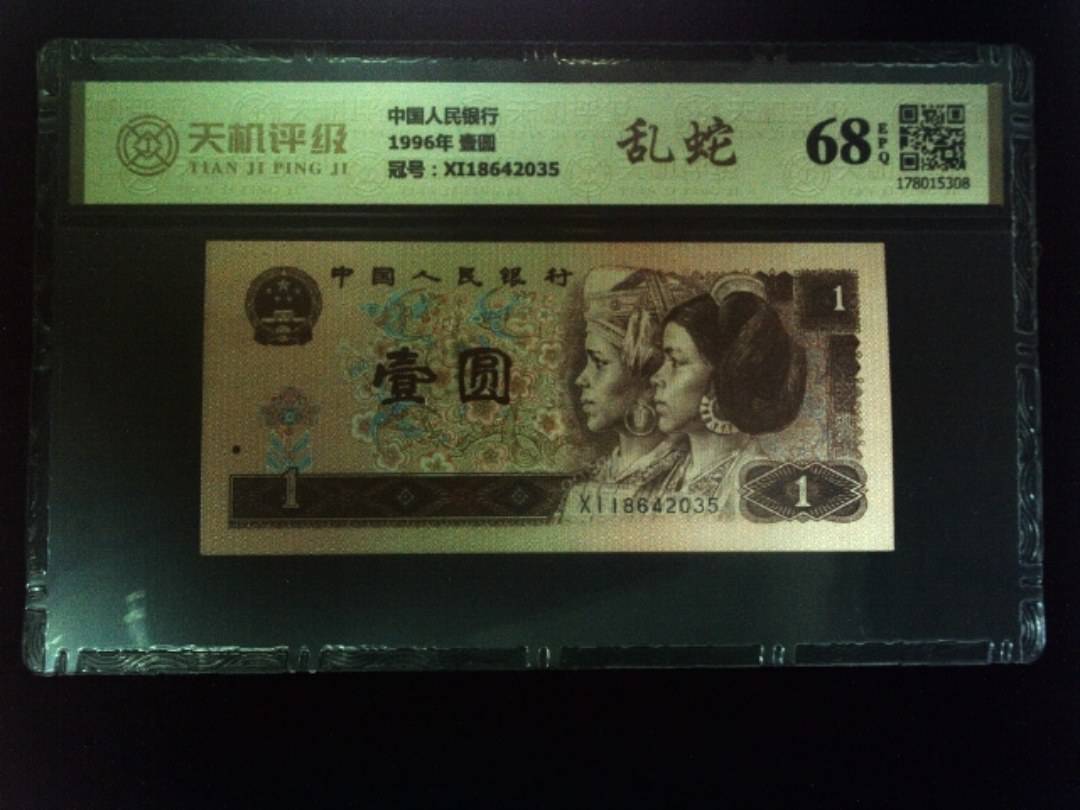 天机评级
TIAN JI PING JI
中国人民银行
1996年 壹圆
冠号：XI18642035
乱蛇
68
EPQ
178015308
中国人民银行
1
壹圆
1
XI18642035
1